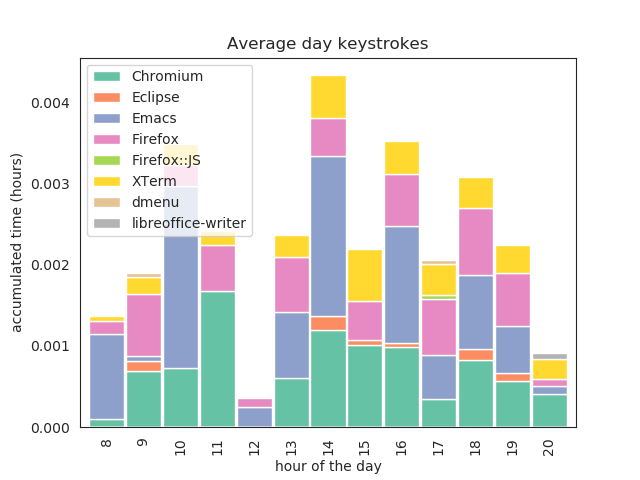 Average day keystrokes
accumulated time (hours)
0.004
0.003
0.002
0.001
0.000
Chromium
Eclipse
Emacs
Firefox
Firefox::JS
XTerm
dmenu
libreoffice-writer
8 9 10 11 12 13 14 15 16 17 18 19 20
hour of the day